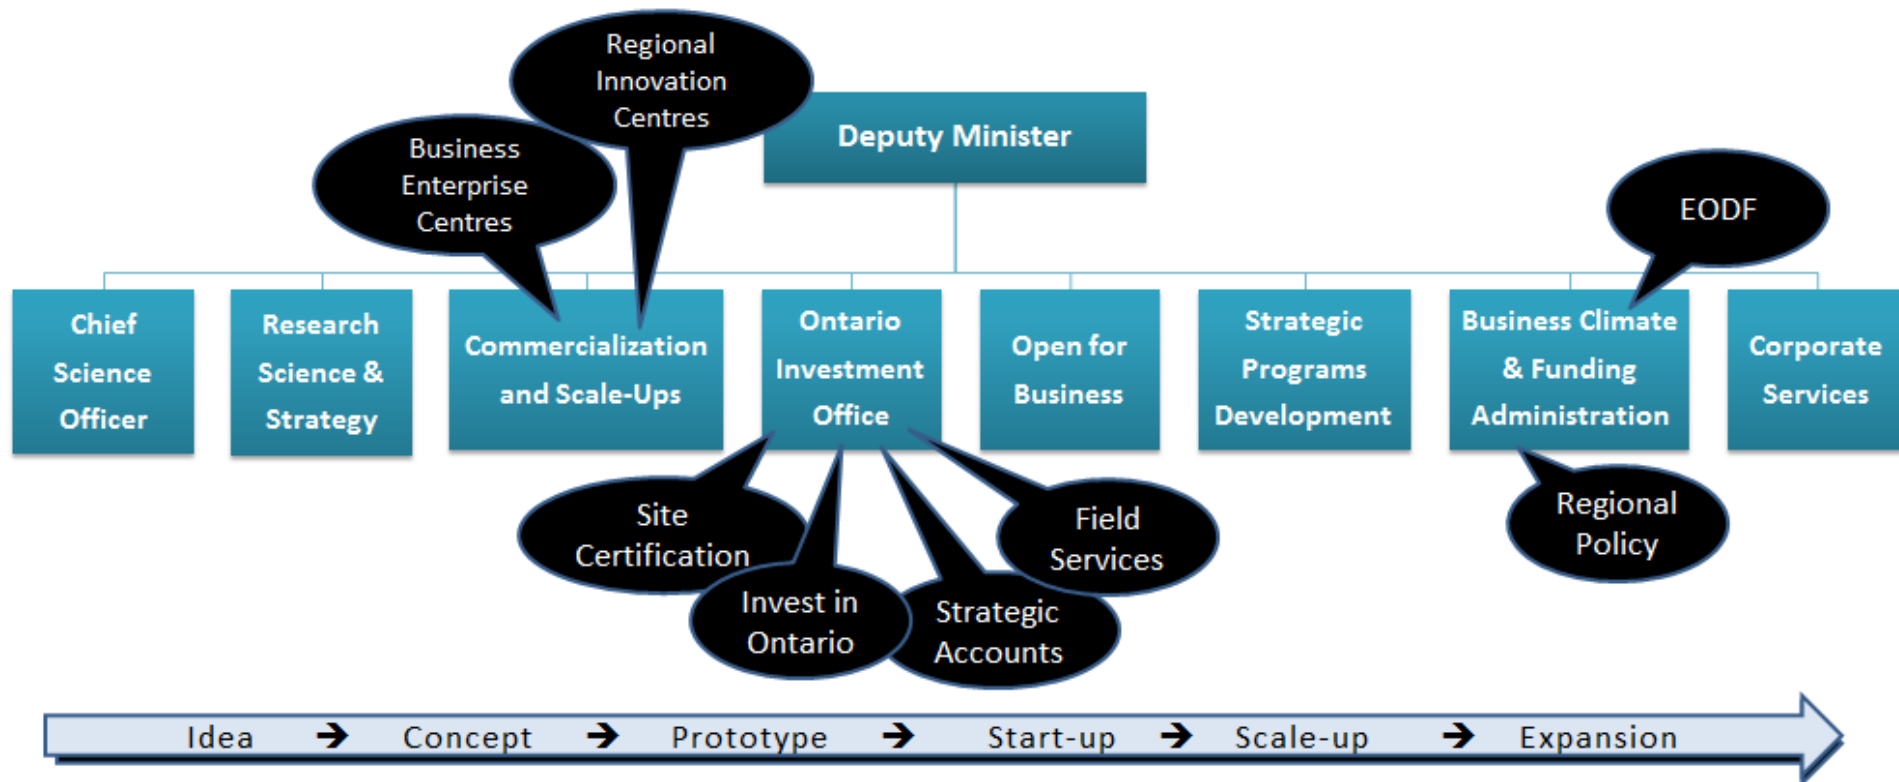 Regional
Innovation
Centres
Deputy Minister
Business
Enterprise
Centres
EODF
Chief
Science
Officer
Research
Science &
Strategy
Commercialization
and Scale-Ups
Ontario
Investment
Office
Open for
Business
Strategic
Programs
Development
Business Climate
& Funding
Administration
Corporate
Services
Site
Certification
Invest in
Ontario
Strategic
Accounts
Field
Services
Regional
Policy
Idea ➔ Concept ➔ Prototype ➔ Start-up ➔ Scale-up ➔ Expansion